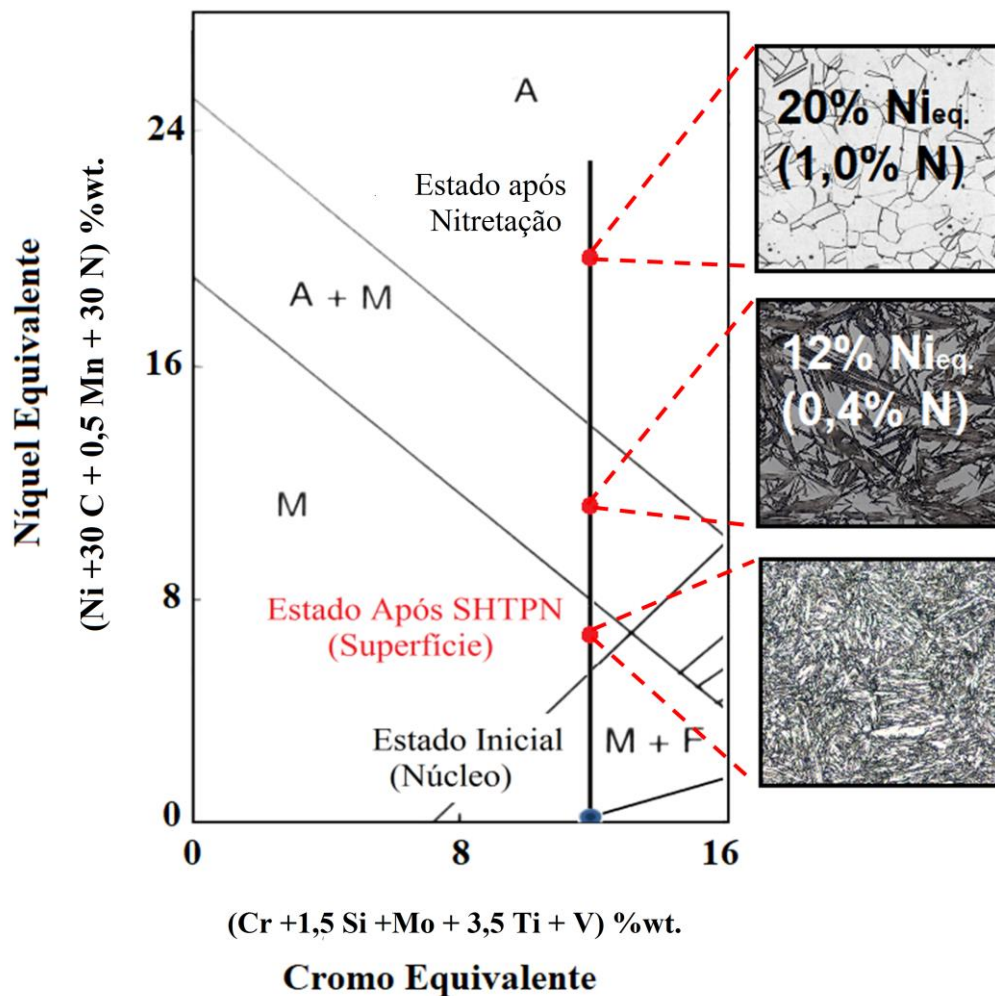 Níquel Equivalente
(Ni +30 C + 0,5 Mn + 30 N) %wt.
24
16
8
0
A
Estado após
Nitretação
A + M
M
Estado Após SHTPN
(Superfície)
Estado Inicial
(Núcleo)
M + F
20% Nieq.
(1,0% N)
12% Nieq.
(0,4% N)
0
8
16
(Cr +1,5 Si +Mo + 3,5 Ti + V) %wt.
Cromo Equivalente